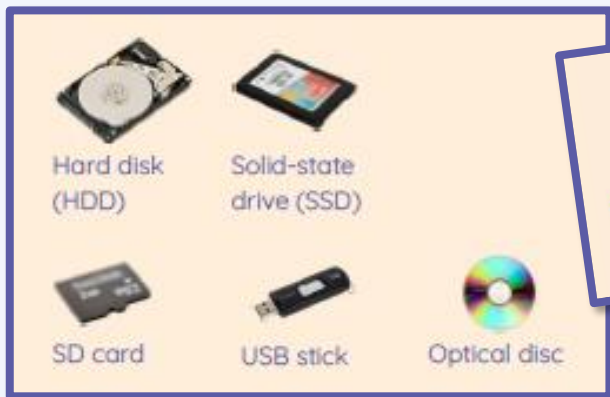 Hard disk
(HDD)
Solid-state
drive (SSD)
SD card
USB stick
Optical disc